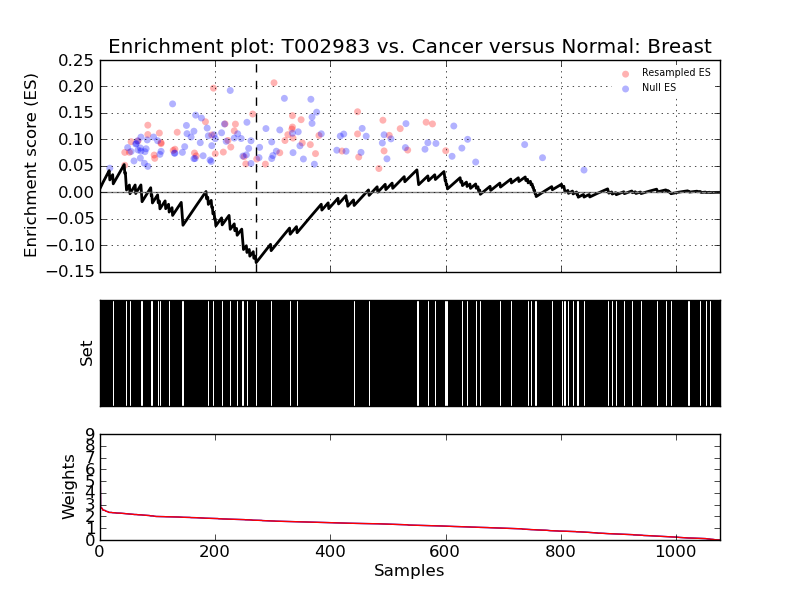 Enrichment plot: T002983 vs. Cancer versus Normal: Breast
Enrichment score (ES)
0.25
0.20
0.15
0.10
0.05
0.00
−0.05
−0.10
−0.15
Resampled ES
Null ES
Set
Weights
9
8
7
6
5
4
3
2
1
0
0 200 400 600 800 1000
Samples